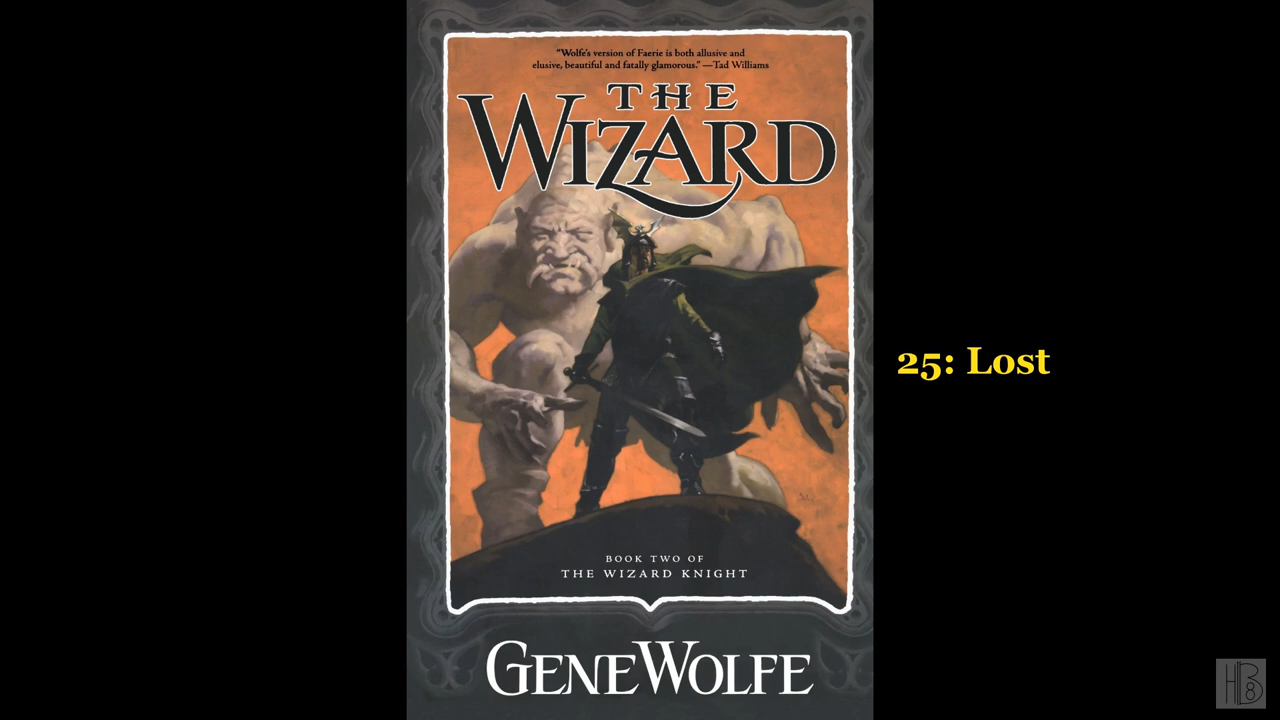 “Wolfe's version of Faerie is both allusive and
elusive, beautiful and fatally glamorous.” —Tad Williams
THE
WIZARD
25: Lost
BOOK TWO OF
THE WIZARD KNIGHT
GENE WOLFE